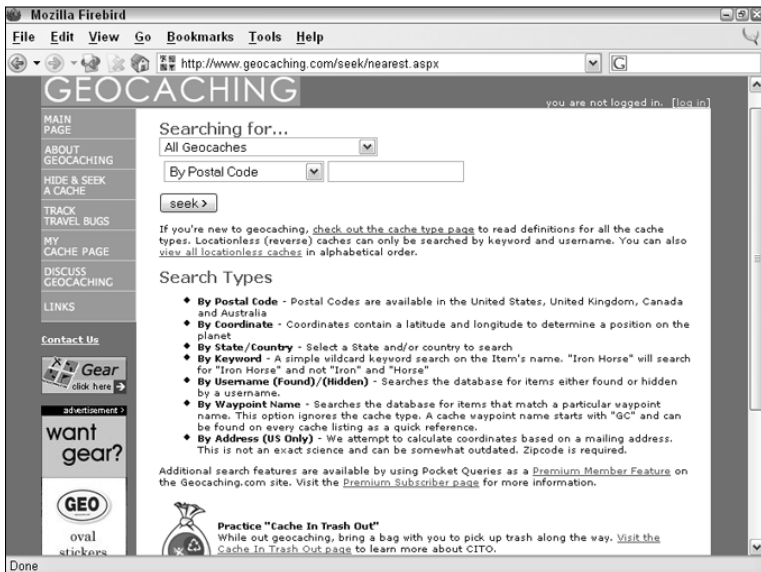 Mozilla Firebird
File Edit View Go Bookmarks Tools Help
http://www.geocaching.com/seek/nearest.aspx
G
GEOCACHING
you are not logged in. [log in]
MAIN
PAGE
ABOUT
GEOCACHING
HIDE & SEEK
A CACHE
TRACK
TRAVEL BUGS
MY
CACHE PAGE
DISCUSS
GEOCACHING
LINKS
Contact Us
Gear
click here
advertisement >
want
gear?
GEO
oval
stickers
Searching for...
All Geocaches
By Postal Code
seek >
If you're new to geocaching, check out the cache type page to read definitions for all the cache
types. Locationless (reverse) caches can only be searched by keyword and username. You can also
view all locationless caches in alphabetical order.
Search Types
◆ By Postal Code - Postal Codes are available in the United States, United Kingdom, Canada
and Australia
◆ By Coordinate - Coordinates contain a latitude and longitude to determine a position on the
planet
◆ By State/Country - Select a State and/or country to search
◆ By Keyword - A simple wildcard keyword search on the Item's name. "Iron Horse" will search
for "Iron Horse" and not "Iron" and "Horse"
◆ By Username (Found)/(Hidden) - Searches the database for items either found or hidden
by a username.
◆ By Waypoint Name - Searches the database for items that match a particular waypoint
name. This option ignores the cache type. A cache waypoint name starts with "GC" and can
be found on every cache listing as a quick reference.
◆ By Address (US Only) - We attempt to calculate coordinates based on a mailing address.
This is not an exact science and can be somewhat outdated. Zipcode is required.
Additional search features are available by using Pocket Queries as a Premium Member Feature on
the Geocaching.com site. Visit the Premium Subscriber page for more information.
Practice "Cache In Trash Out"
While out geocaching, bring a bag with you to pick up trash along the way. Visit the
Cache In Trash Out page to learn more about CITO.
Done